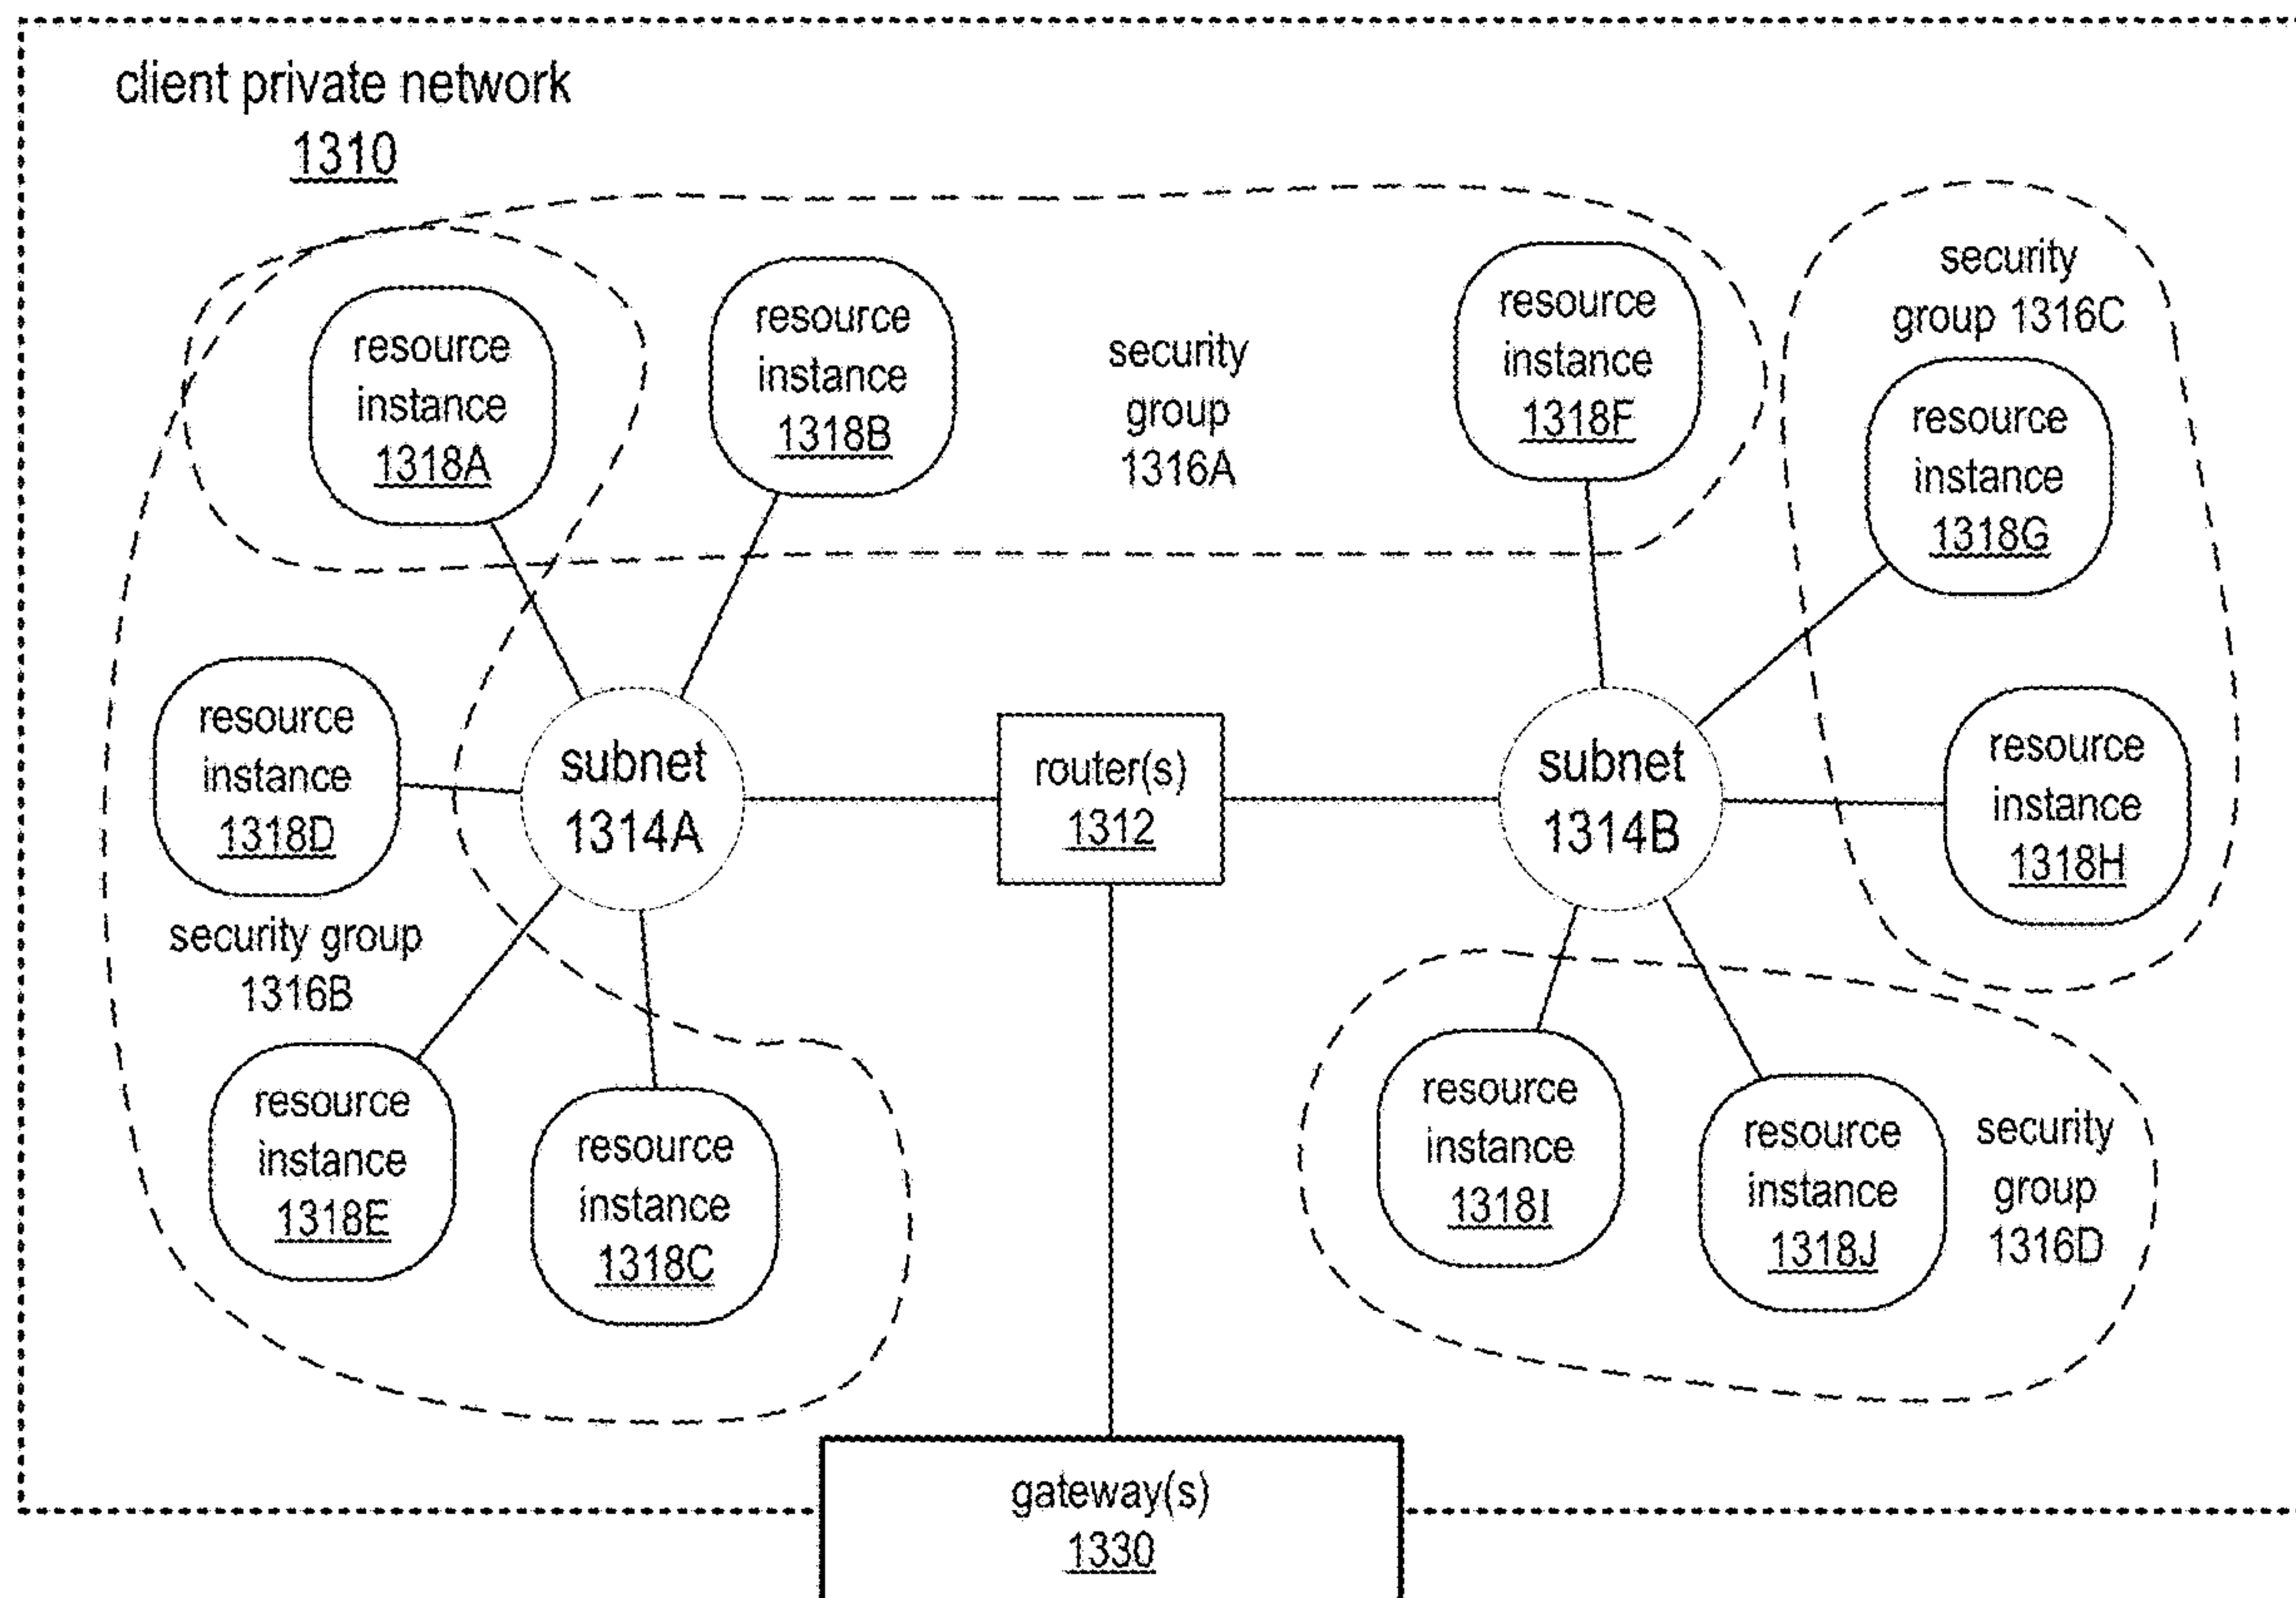 client private network
1310
resource
instance
1318A
resource
instance
1318B
security
group
1316A
resource
instance
1318F
security
group 1316C
resource
instance
1318G
resource
instance
1318D
subnet
1314A
router(s)
1312
subnet
1314B
resource
instance
1318H
security group
1316B
resource
instance
1318E
resource
instance
1318C
resource
instance
1318I
resource
instance
1318J
security
group
1316D
gateway(s)
1330